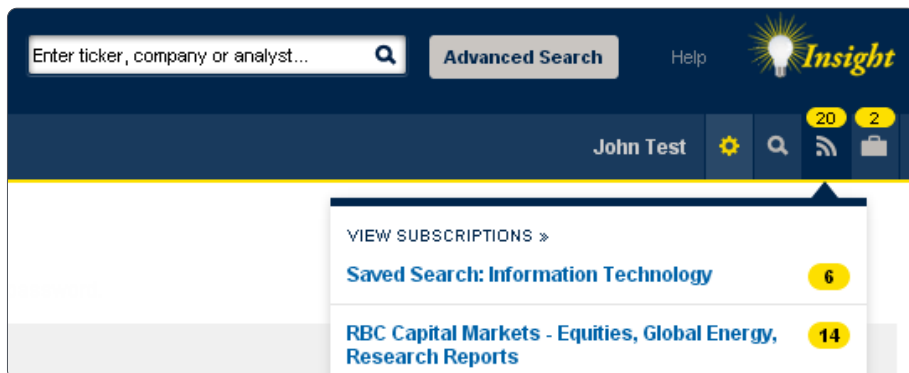 Enter ticker, company or analyst...
Advanced Search
Help
Insight
20
2
John Test
VIEW SUBSCRIPTIONS »
Saved Search: Information Technology
6
RBC Capital Markets - Equities, Global Energy,
Research Reports
14